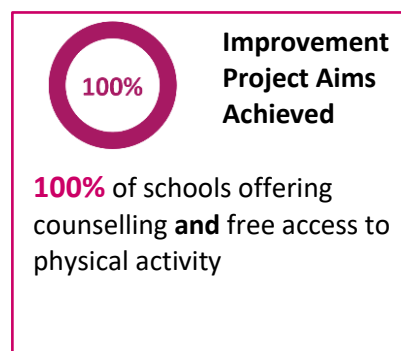 100%
Improvement
Project Aims
Achieved
100% of schools offering
counselling and free access to
physical activity